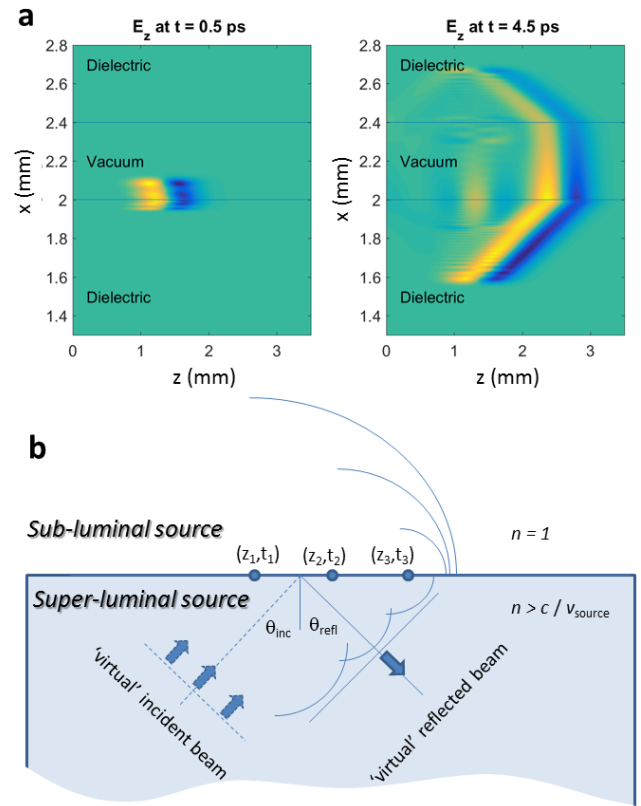 a
E_z at t = 0.5 ps
E_z at t = 4.5 ps
2.8
2.6
2.4
2.2
2
1.8
1.6
1.4
x (mm)
Dielectric
Vacuum
Dielectric
0
1
2
3
z (mm)
2.8
2.6
2.4
2.2
2
1.8
1.6
1.4
x (mm)
Dielectric
Vacuum
Dielectric
0
1
2
3
z (mm)
b
Sub-luminal source
n = 1
(z₁,t₁)
(z₂,t₂)
(z₃,t₃)
Super-luminal source
n > c / v_source
θ_inc
θ_refl
'virtual' incident beam
'virtual' reflected beam